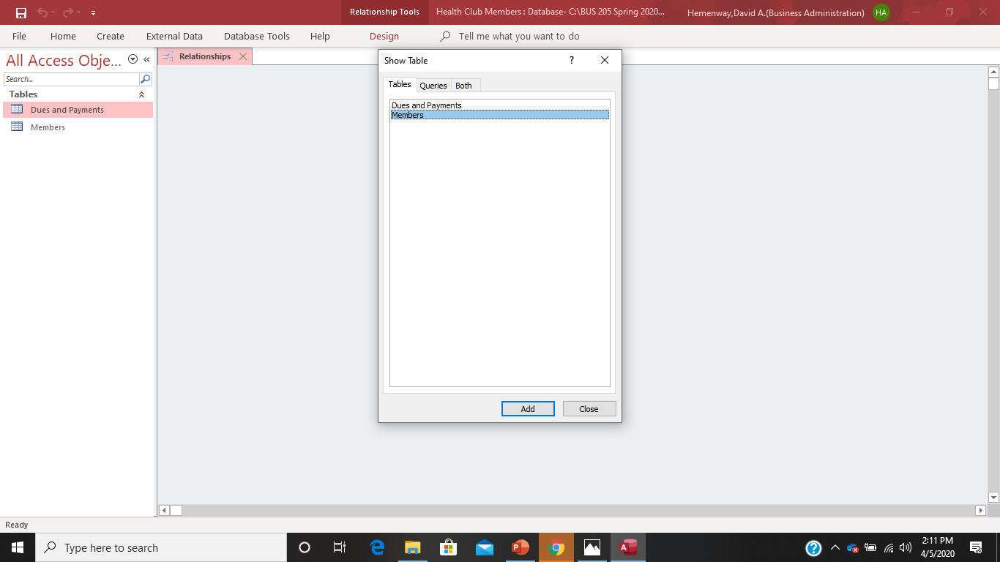 Relationship Tools
Health Club Members : Database- C:\BUS 205 Spring 2020...
Hemenway,David A.(Business Administration)
HA
File Home Create External Data Database Tools Help Design Tell me what you want to do
All Access Obje... «
Search...
Tables
Dues and Payments
Members
Relationships
Show Table ?
Tables Queries Both
Dues and Payments
Members
Add Close
Ready
Type here to search
e
P
A
?
2:11 PM
4/5/2020